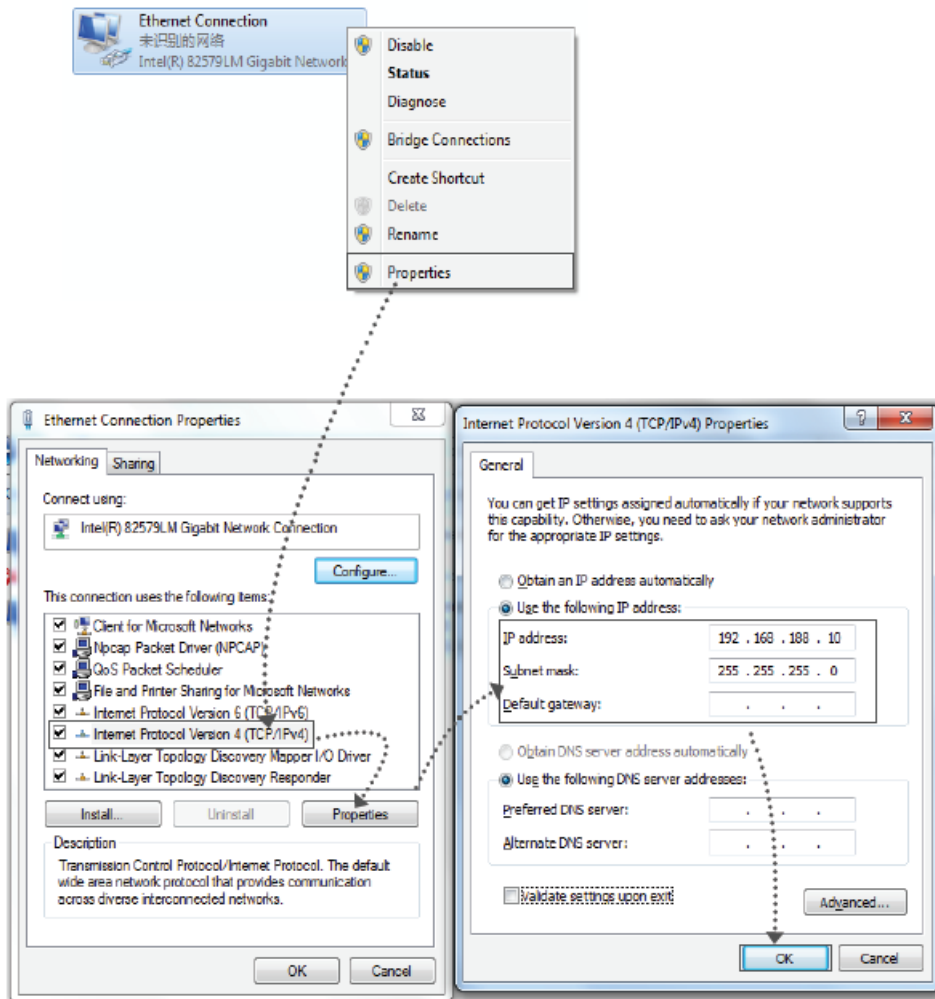 Ethernet Connection
未识别的网络
Intel(R) 82579LM Gigabit Network
Disable
Status
Diagnose
Bridge Connections
Create Shortcut
Delete
Rename
Properties
Ethernet Connection Properties
Networking
Sharing
Connect using:
Intel(R) 82579LM Gigabit Network Connection
Configure...
This connection uses the following items:
Client for Microsoft Networks
Npcap Packet Driver (NPCAP)
QoS Packet Scheduler
File and Printer Sharing for Microsoft Networks
Internet Protocol Version 6 (TCP/IPv6)
Internet Protocol Version 4 (TCP/IPv4)
Link-Layer Topology Discovery Mapper I/O Driver
Link-Layer Topology Discovery Responder
Install...
Uninstall
Properties
Description
Transmission Control Protocol/Internet Protocol. The default
wide area network protocol that provides communication
across diverse interconnected networks.
OK
Cancel
Internet Protocol Version 4 (TCP/IPv4) Properties
General
You can get IP settings assigned automatically if your network supports
this capability. Otherwise, you need to ask your network administrator
for the appropriate IP settings.
Obtain an IP address automatically
Use the following IP address:
IP address: 192 . 168 . 188 . 10
Subnet mask: 255 . 255 . 255 . 0
Default gateway: . . .
Obtain DNS server address automatically
Use the following DNS server addresses:
Preferred DNS server: . . .
Alternate DNS server: . . .
Validate settings upon exit
Advanced...
OK
Cancel